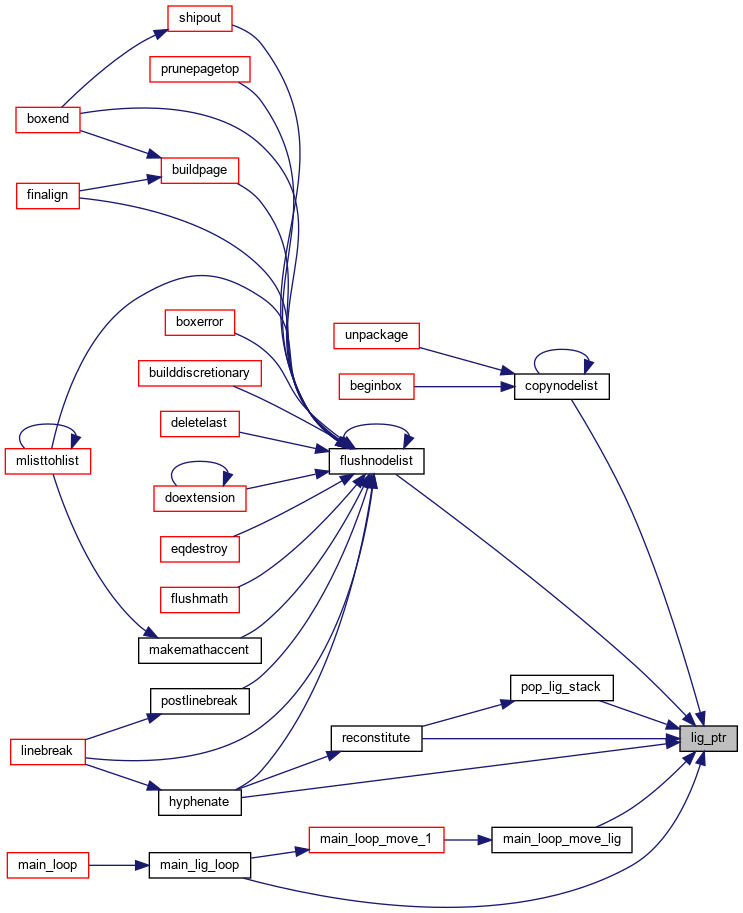 shipout
prunepagetop
boxend
buildpage
finalign
boxerror
unpackage
builddiscretionary
beginbox
copynodelist
deletelast
mlisttohlist
flushnodelist
doextension
eqdestroy
flushmath
makemathaccent
pop_lig_stack
postlinebreak
linebreak
reconstitute
lig_ptr
hyphenate
main_loop_move_1
main_loop_move_lig
main_loop
main_lig_loop